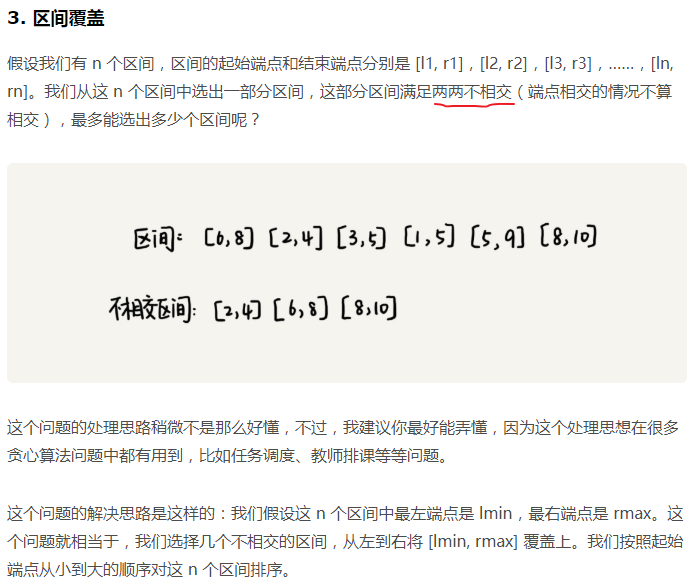 3. 区间覆盖
假设我们有 n 个区间，区间的起始端点和结束端点分别是 [l1, r1]，[l2, r2]，[l3, r3]，……，[ln,
rn]。我们从这 n 个区间中选出一部分区间，这部分区间满足两两不相交（端点相交的情况不算
相交），最多能选出多少个区间呢？
区间： [6,8] [2,4] [3,5] [1,5] [5,9] [8,10]
不相交区间： [2,4] [6,8] [8,10]
这个问题的处理思路稍微不是那么好懂，不过，我建议你最好能弄懂，因为这个处理思想在很多
贪心算法问题中都有用到，比如任务调度、教师排课等等问题。
这个问题的解决思路是这样的：我们假设这 n 个区间中最左端点是 lmin，最右端点是 rmax。这
个问题就相当于，我们选择几个不相交的区间，从左到右将 [lmin, rmax] 覆盖上。我们按照起始
端点从小到大的顺序对这 n 个区间排序。